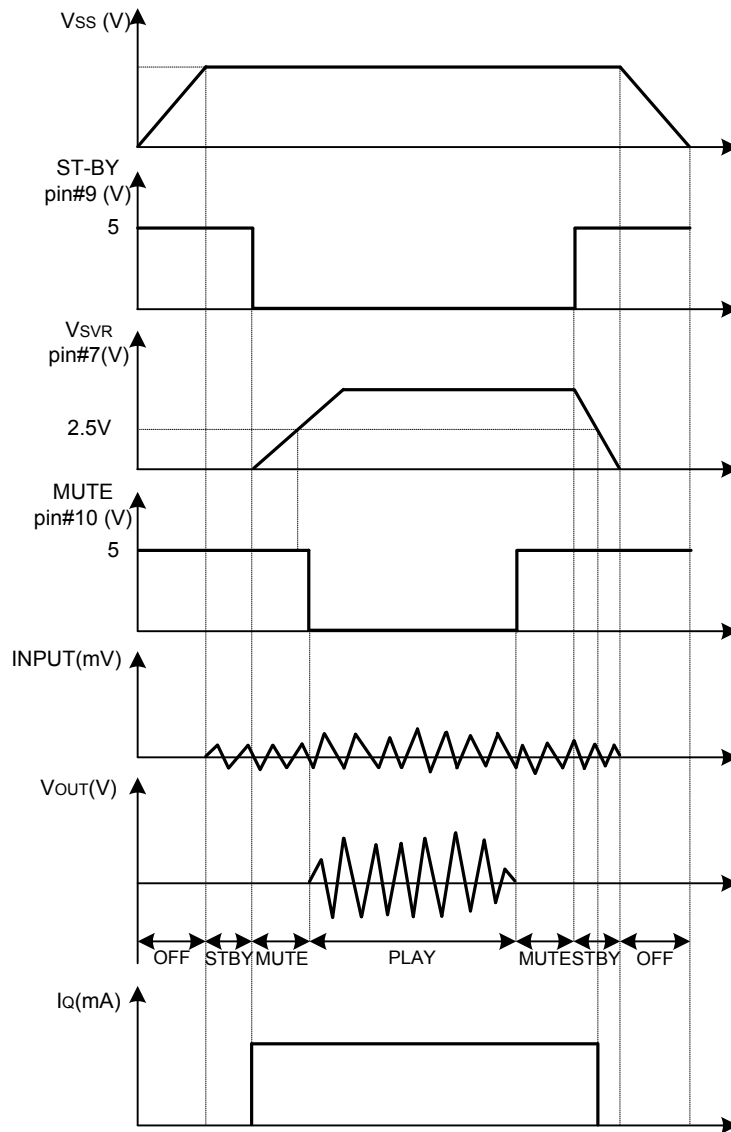 VSS (V)
ST-BY
pin#9 (V)
5
VSVR
pin#7(V)
2.5V
MUTE
pin#10 (V)
5
INPUT(mV)
VOUT(V)
OFF STBY MUTE PLAY MUTE STBY OFF
IQ(mA)